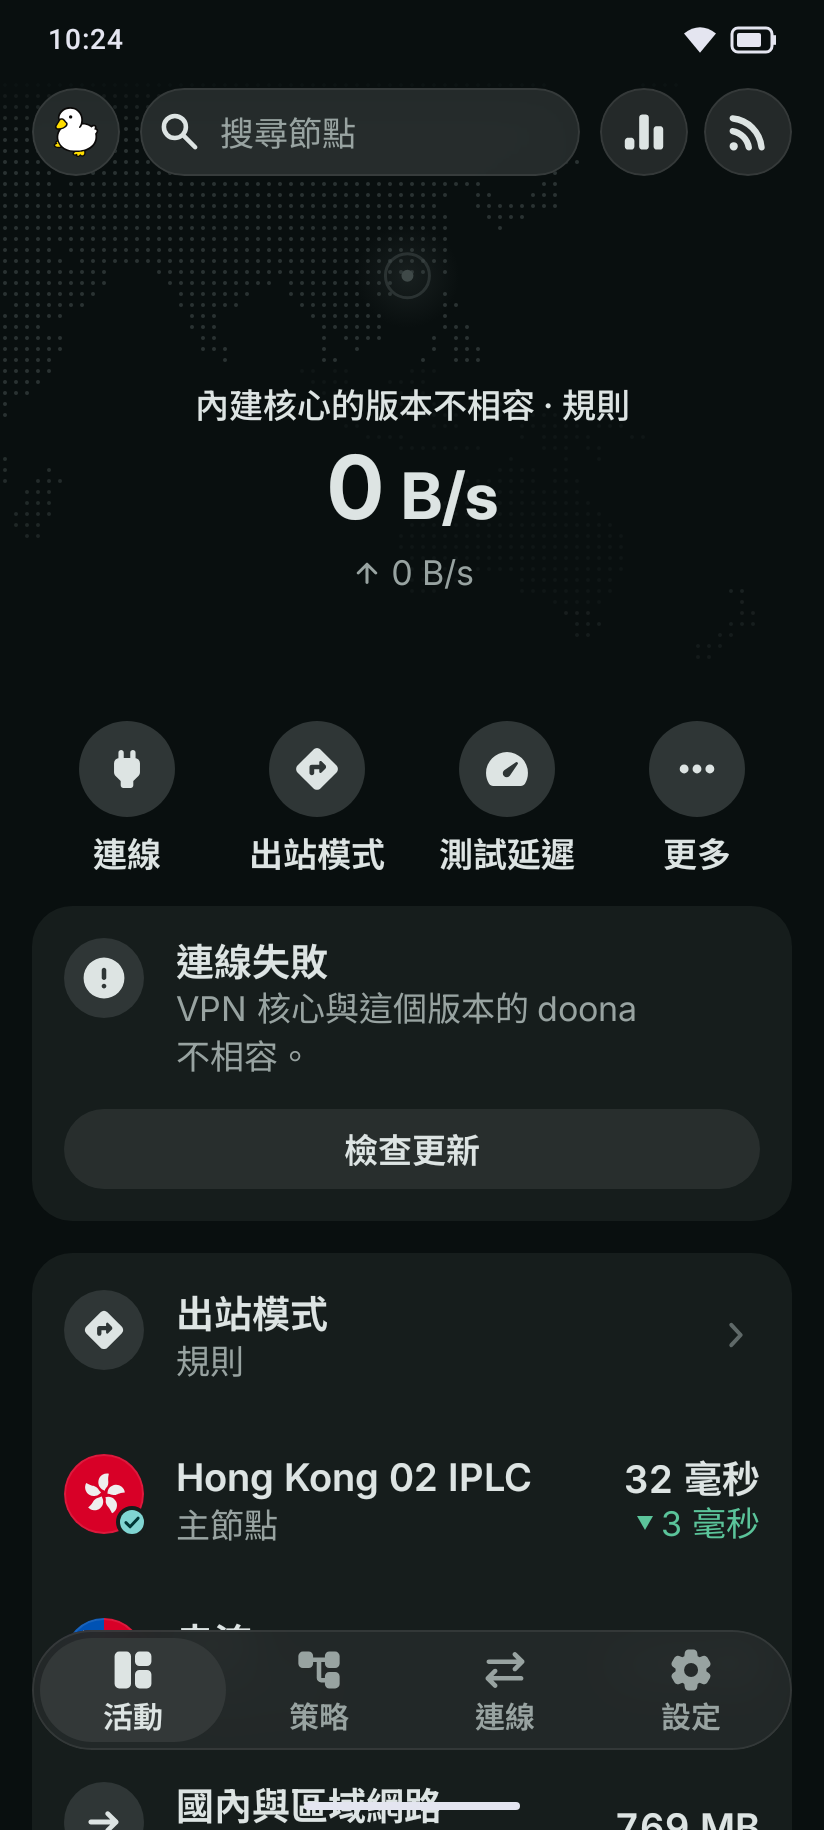 10:24
搜尋節點
內建核心的版本不相容 · 規則
0 B/s
↑ 0 B/s
連線
出站模式
測試延遲
更多
連線失敗
VPN 核心與這個版本的 doona
不相容。
檢查更新
出站模式
規則
Hong Kong 02 IPLC
32 毫秒
主節點
▼3 毫秒
活動
策略
連線
設定
國內與區域網路
769 MB